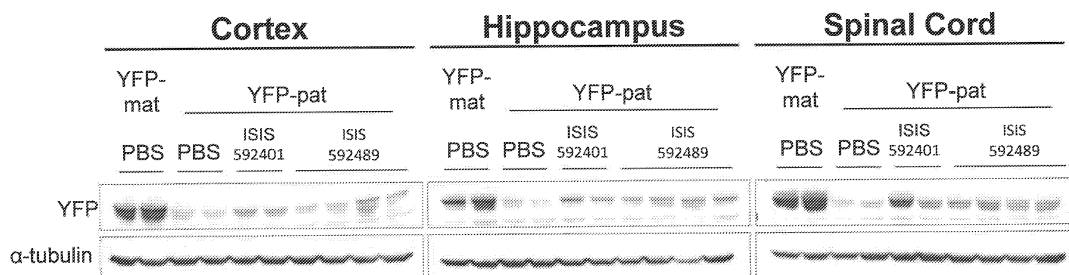 Cortex Hippocampus Spinal Cord
YFP-
mat YFP-pat YFP-
mat YFP-pat YFP-
mat YFP-pat
PBS PBS ISIS
592401 ISIS
592489 PBS PBS ISIS
592401 ISIS
592489 PBS PBS ISIS
592401 ISIS
592489
YFP
α-tubulin